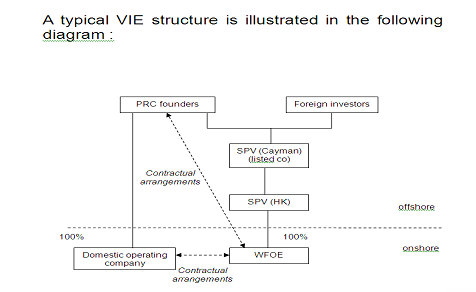 A typical VIE structure is illustrated in the following
diagram :
PRC founders
Foreign investors
SPV (Cayman)
(listed co)
Contractual
arrangements
SPV (HK)
offshore
100%
100%
onshore
Domestic operating
company
WFOE
Contractual
arrangements